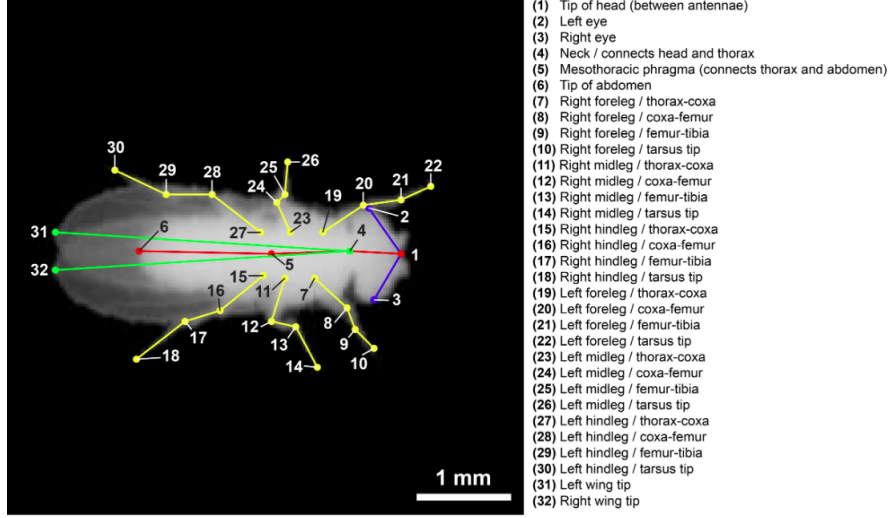 30
29
28
25
26
24
19
20
21
22
27
23
2
31
6
4
1
5
32
15
11
7
3
16
8
12
17
13
9
10
18
14
1 mm
(1) Tip of head (between antennae)
(2) Left eye
(3) Right eye
(4) Neck / connects head and thorax
(5) Mesothoracic phragma (connects thorax and abdomen)
(6) Tip of abdomen
(7) Right foreleg / thorax-coxa
(8) Right foreleg / coxa-femur
(9) Right foreleg / femur-tibia
(10) Right foreleg / tarsus tip
(11) Right midleg / thorax-coxa
(12) Right midleg / coxa-femur
(13) Right midleg / femur-tibia
(14) Right midleg / tarsus tip
(15) Right hindleg / thorax-coxa
(16) Right hindleg / coxa-femur
(17) Right hindleg / femur-tibia
(18) Right hindleg / tarsus tip
(19) Left foreleg / thorax-coxa
(20) Left foreleg / coxa-femur
(21) Left foreleg / femur-tibia
(22) Left foreleg / tarsus tip
(23) Left midleg / thorax-coxa
(24) Left midleg / coxa-femur
(25) Left midleg / femur-tibia
(26) Left midleg / tarsus tip
(27) Left hindleg / thorax-coxa
(28) Left hindleg / coxa-femur
(29) Left hindleg / femur-tibia
(30) Left hindleg / tarsus tip
(31) Left wing tip
(32) Right wing tip